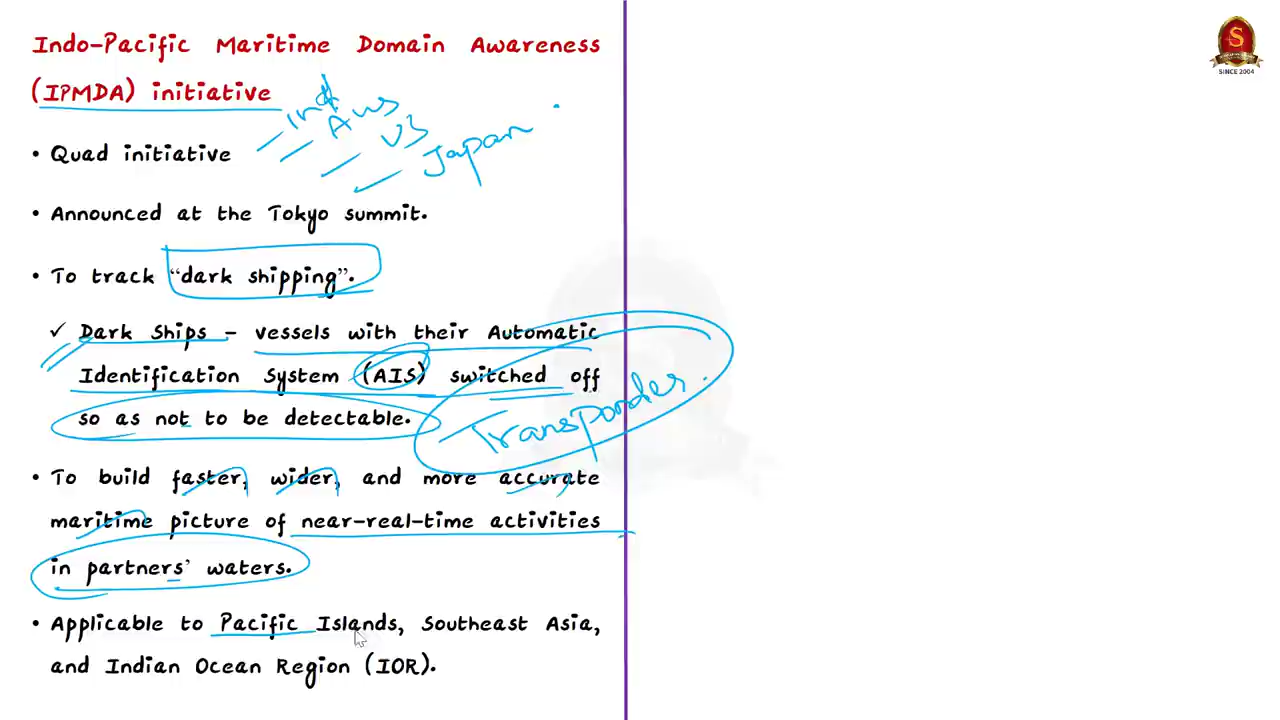 Indo-Pacific Maritime Domain Awareness
(IPMDA) initiative
Ind
Aus
US
Japan
• Quad initiative
• Announced at the Tokyo summit.
• To track “dark shipping”.
✓ Dark Ships – vessels with their Automatic
Identification System (AIS) switched off
so as not to be detectable.
Transponder.
• To build faster, wider, and more accurate
maritime picture of near-real-time activities
in partners’ waters.
• Applicable to Pacific Islands, Southeast Asia,
and Indian Ocean Region (IOR).
S
SINCE 2004